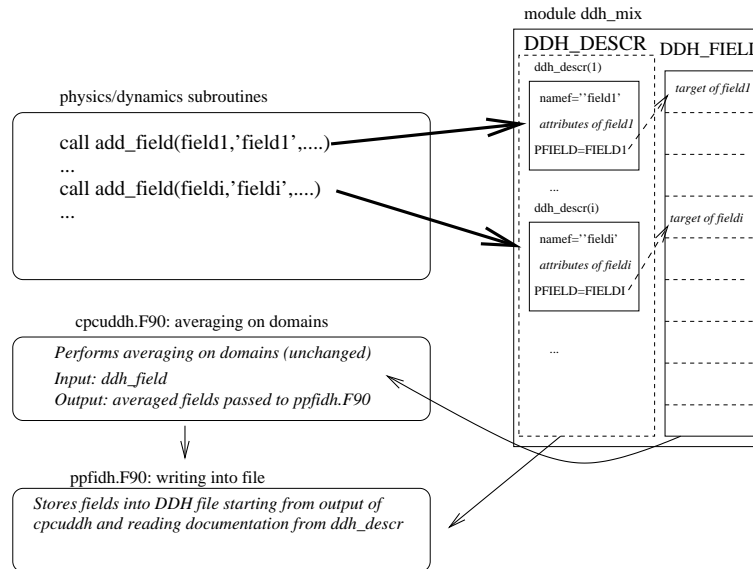 module ddh_mix
DDH_DESCR
DDH_FIELD
ddh_descr(1)
physics/dynamics subroutines
namef=''field1'
target of field1
call add_field(field1,'field1',....)
attributes of field1
...
PFIELD=FIELD1
call add_field(fieldi,'fieldi',....)
...
...
ddh_descr(i)
target of fieldi
namef=''fieldi'
attributes of fieldi
PFIELD=FIELDI
...
cpcuddh.F90: averaging on domains
Performs averaging on domains (unchanged)
Input: ddh_field
Output: averaged fields passed to ppfidh.F90
ppfidh.F90: writing into file
Stores fields into DDH file starting from output of
cpcuddh and reading documentation from ddh_descr